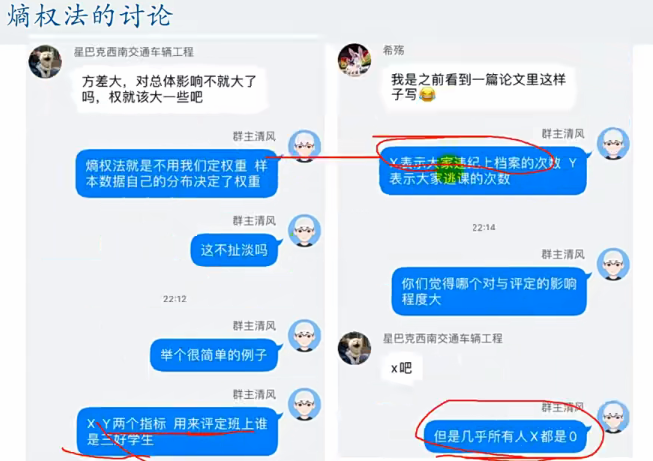 熵权法的讨论
星巴克西南交通车辆工程
方差大，对总体影响不就大了
吗，权就该大一些吧
群主清风
熵权法就是不用我们定权重 样
本数据自己的分布决定了权重
群主清风
这不扯淡吗
22:12
群主清风
举个很简单的例子
群主清风
X Y两个指标 用来评定班上谁
是三好学生
希殇
我是之前看到一篇论文里这样
子写😂
群主清风
X表示大家违纪上档案的次数 Y
表示大家逃课的次数
22:14
群主清风
你们觉得哪个对与评定的影响
程度大
星巴克西南交通车辆工程
x吧
群主清风
但是几乎所有人X都是0